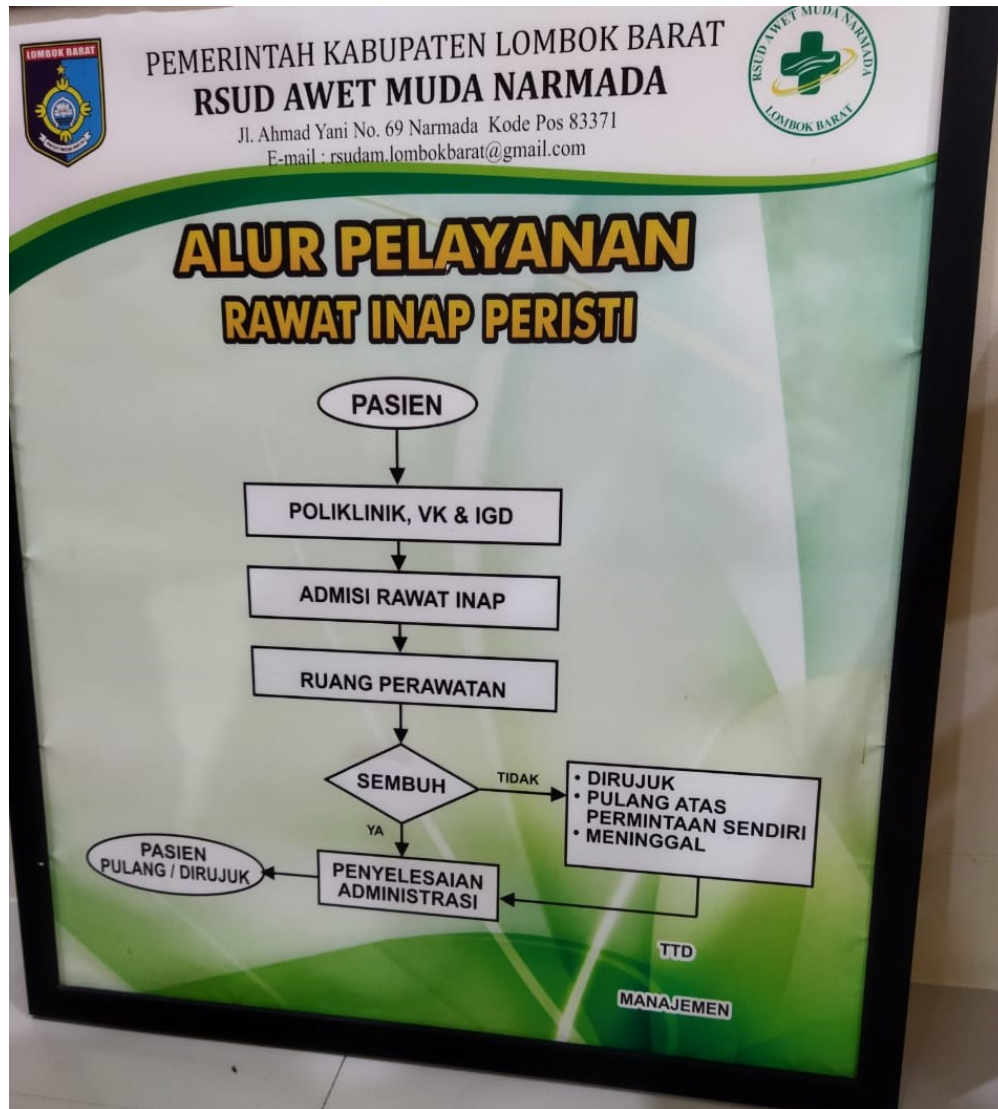 LOMBOK BARAT
PEMERINTAH KABUPATEN LOMBOK BARAT
RSUD AWET MUDA NARMADA
Jl. Ahmad Yani No. 69 Narmada Kode Pos 83371
E-mail : rsudam.lombokbarat@gmail.com
RSUD AWET MUDA NARMADA
LOMBOK BARAT
ALUR PELAYANAN
RAWAT INAP PERISTI
PASIEN
POLIKLINIK, VK & IGD
ADMISI RAWAT INAP
RUANG PERAWATAN
SEMBUH
TIDAK
• DIRUJUK
• PULANG ATAS
PERMINTAAN SENDIRI
• MENINGGAL
YA
PENYELESAIAN
ADMINISTRASI
PASIEN
PULANG / DIRUJUK
TTD
MANAJEMEN